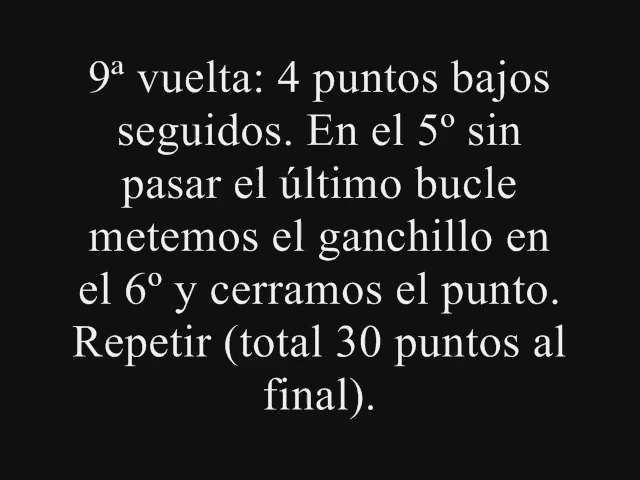 9ª vuelta: 4 puntos bajos
seguidos. En el 5º sin
pasar el último bucle
metemos el ganchillo en
el 6º y cerramos el punto.
Repetir (total 30 puntos al
final).